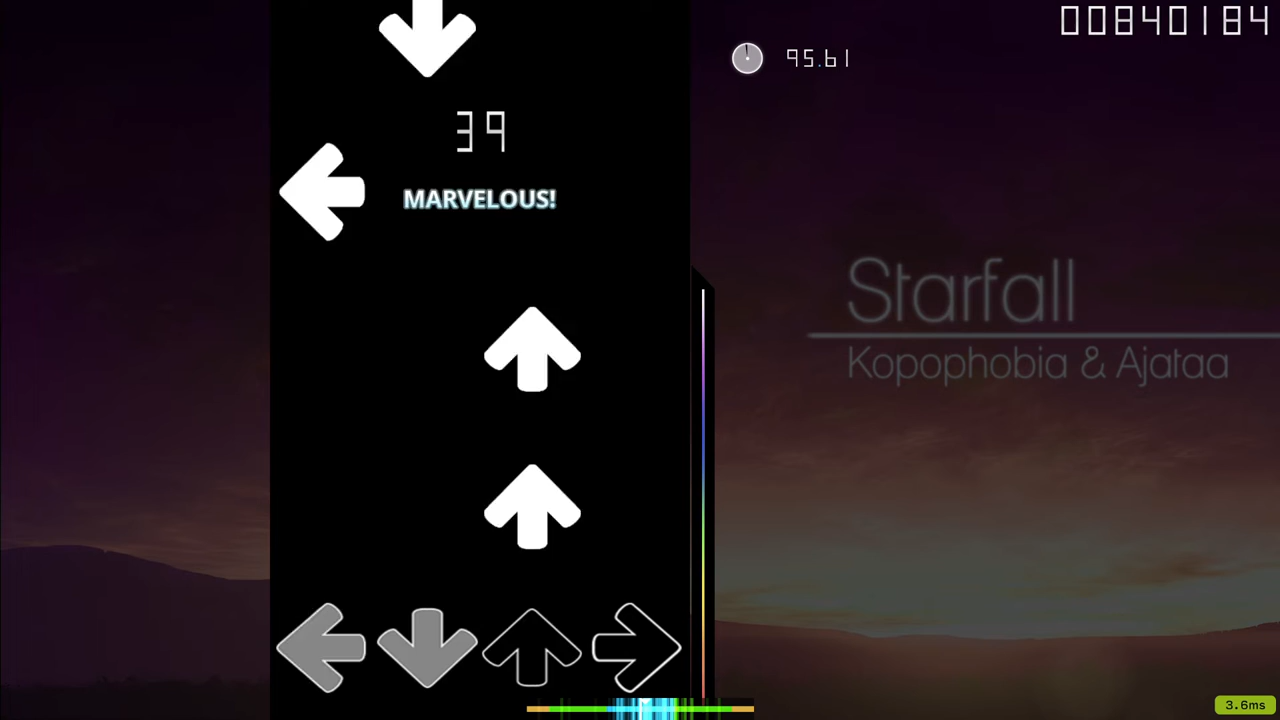 00840184
95.61
39
MARVELOUS!
Starfall
Kopophobia & Ajataa
3.6ms